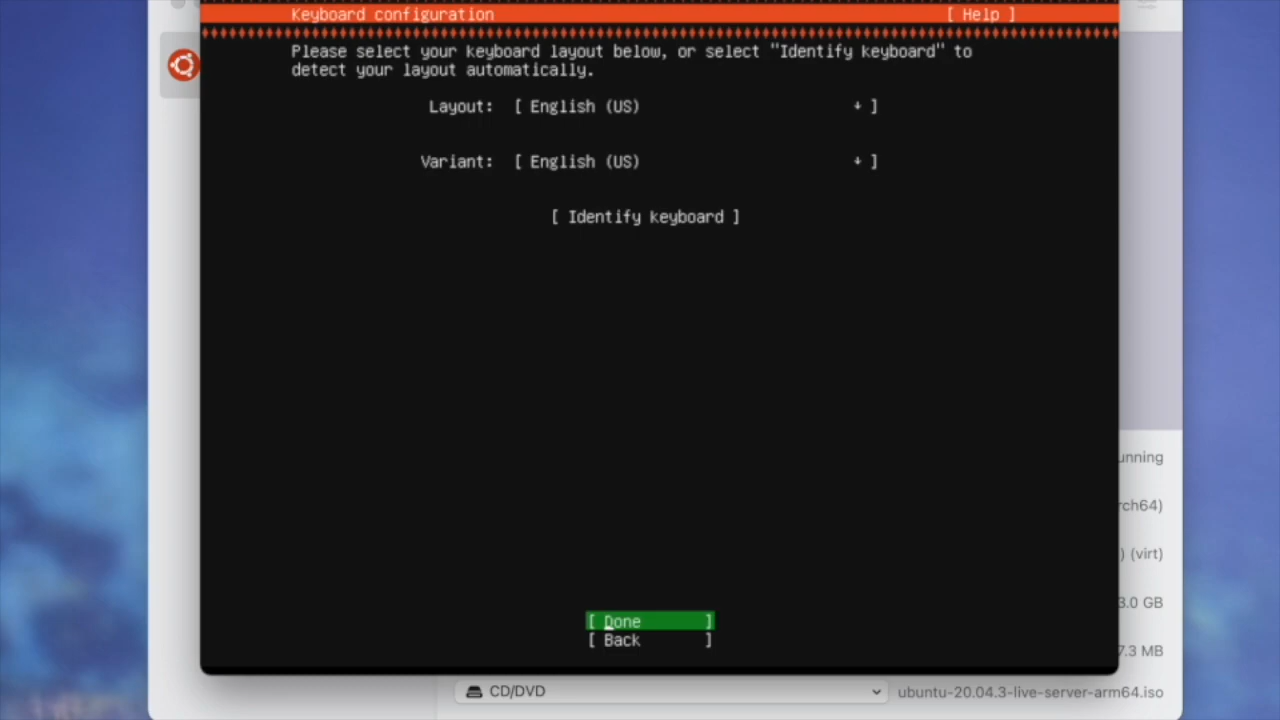 Keyboard configuration [ Help ]
Please select your keyboard layout below, or select "Identify keyboard" to
detect your layout automatically.
Layout: [ English (US) ]
Variant: [ English (US) ]
[ Identify keyboard ]
[ Done ]
[ Back ]
unning
rch64)
) (virt)
3.0 GB
7.3 MB
CD/DVD
ubuntu-20.04.3-live-server-arm64.iso